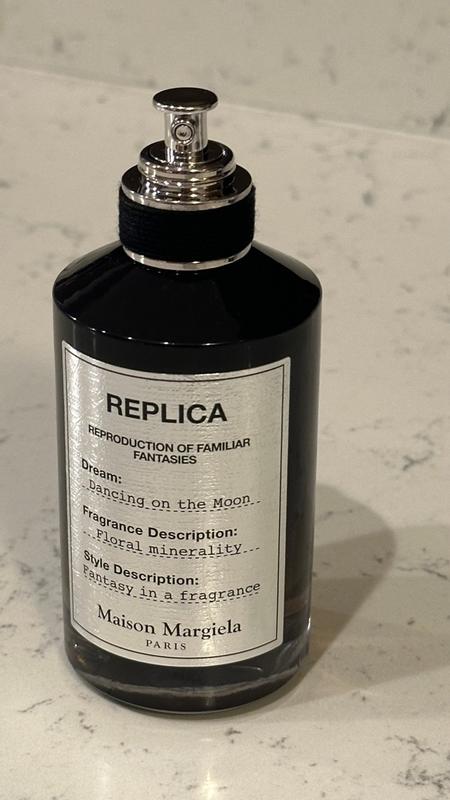 REPLICA
REPRODUCTION OF FAMILIAR
FANTASIES
Dream:
Dancing on the Moon
Fragrance Description:
Floral minerality
Style Description:
Fantasy in a fragrance
Maison Margiela
PARIS